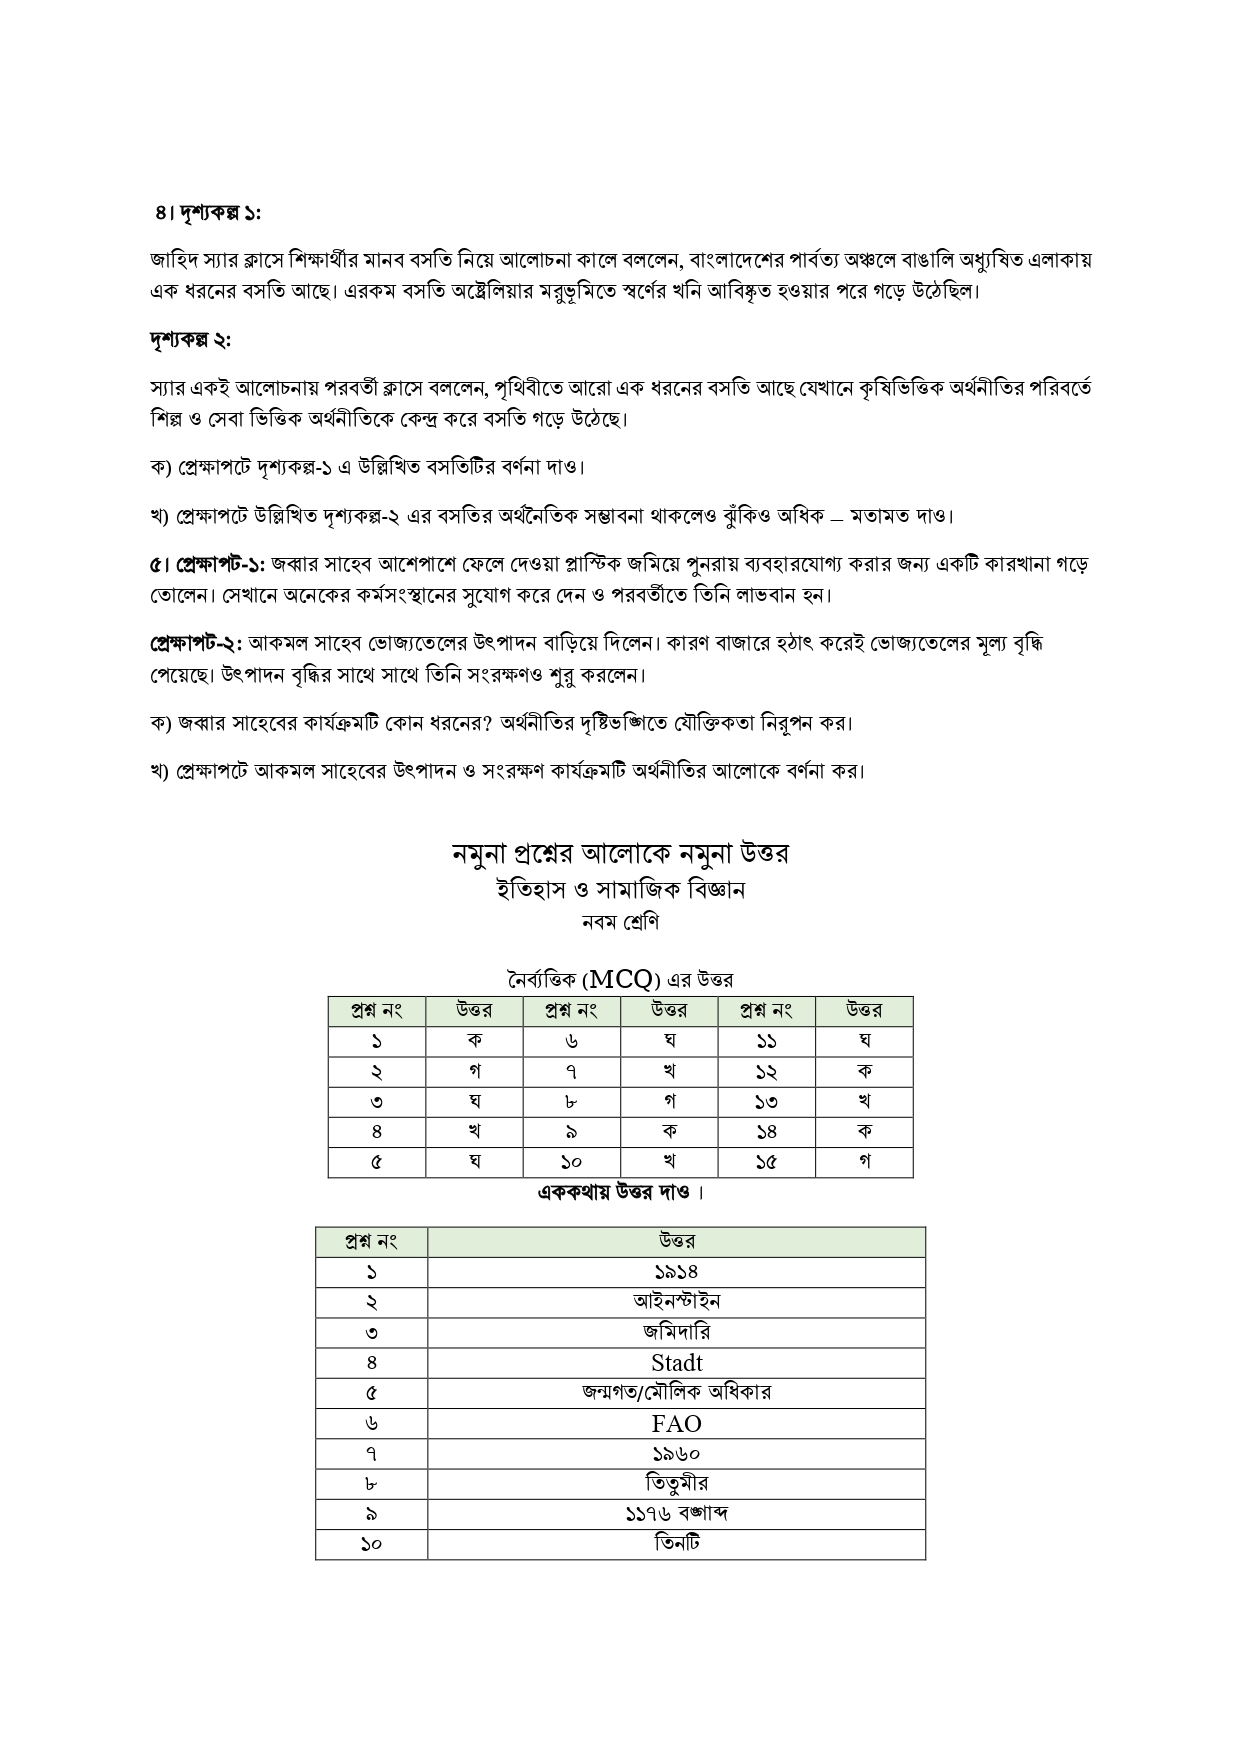 ৪। দৃশ্যকল্প ১:
জাহিদ স্যার ক্লাসে শিক্ষার্থীর মানব বসতি নিয়ে আলোচনা কালে বললেন, বাংলাদেশের পার্বত্য অঞ্চলে বাঙালি অধ্যুষিত এলাকায়
এক ধরনের বসতি আছে। এরকম বসতি অষ্ট্রেলিয়ার মরুভূমিতে স্বর্ণের খনি আবিষ্কৃত হওয়ার পরে গড়ে উঠেছিল।
দৃশ্যকল্প ২:
স্যার একই আলোচনায় পরবর্তী ক্লাসে বললেন, পৃথিবীতে আরো এক ধরনের বসতি আছে যেখানে কৃষিভিত্তিক অর্থনীতির পরিবর্তে
শিল্প ও সেবা ভিত্তিক অর্থনীতিকে কেন্দ্র করে বসতি গড়ে উঠেছে।
ক) প্রেক্ষাপটে দৃশ্যকল্প-১ এ উল্লিখিত বসতিটির বর্ণনা দাও।
খ) প্রেক্ষাপটে উল্লিখিত দৃশ্যকল্প-২ এর বসতির অর্থনৈতিক সম্ভাবনা থাকলেও ঝুঁকিও অধিক – মতামত দাও।
৫। প্রেক্ষাপট-১: জব্বার সাহেব আশেপাশে ফেলে দেওয়া প্লাস্টিক জমিয়ে পুনরায় ব্যবহারযোগ্য করার জন্য একটি কারখানা গড়ে
তোলেন। সেখানে অনেকের কর্মসংস্থানের সুযোগ করে দেন ও পরবর্তীতে তিনি লাভবান হন।
প্রেক্ষাপট-২: আকমল সাহেব ভোজ্যতেলের উৎপাদন বাড়িয়ে দিলেন। কারণ বাজারে হঠাৎ করেই ভোজ্যতেলের মূল্য বৃদ্ধি
পেয়েছে। উৎপাদন বৃদ্ধির সাথে সাথে তিনি সংরক্ষণও শুরু করলেন।
ক) জব্বার সাহেবের কার্যক্রমটি কোন ধরনের? অর্থনীতির দৃষ্টিভঙ্গিতে যৌক্তিকতা নিরূপন কর।
খ) প্রেক্ষাপটে আকমল সাহেবের উৎপাদন ও সংরক্ষণ কার্যক্রমটি অর্থনীতির আলোকে বর্ণনা কর।
নমুনা প্রশ্নের আলোকে নমুনা উত্তর
ইতিহাস ও সামাজিক বিজ্ঞান
নবম শ্রেণি
নৈর্ব্যত্তিক (MCQ) এর উত্তর
প্রশ্ন নং উত্তর প্রশ্ন নং উত্তর প্রশ্ন নং উত্তর
১ ক ৬ ঘ ১১ ঘ
২ গ ৭ খ ১২ ক
৩ ঘ ৮ গ ১৩ খ
৪ খ ৯ ক ১৪ ক
৫ ঘ ১০ খ ১৫ গ
এককথায় উত্তর দাও ।
প্রশ্ন নং উত্তর
১ ১৯১৪
২ আইনস্টাইন
৩ জমিদারি
৪ Stadt
৫ জন্মগত/মৌলিক অধিকার
৬ FAO
৭ ১৯৬০
৮ তিতুমীর
৯ ১১৭৬ বঙ্গাব্দ
১০ তিনটি